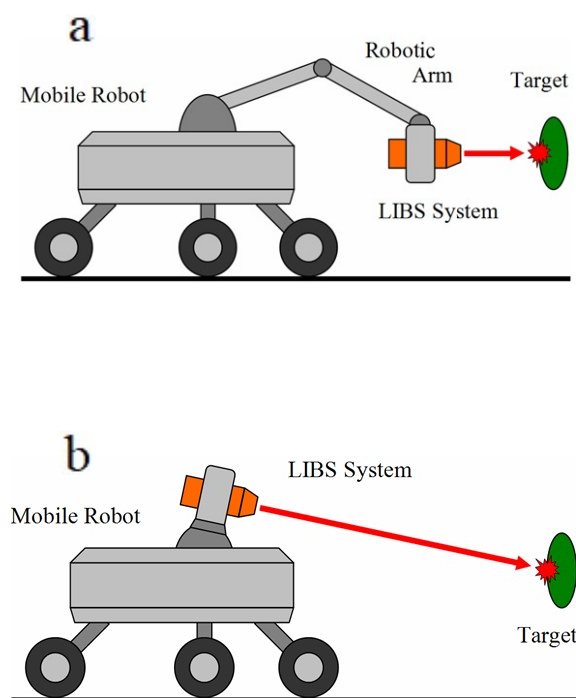 a
Robotic
Arm
Mobile Robot
Target
LIBS System
b
LIBS System
Mobile Robot
Target